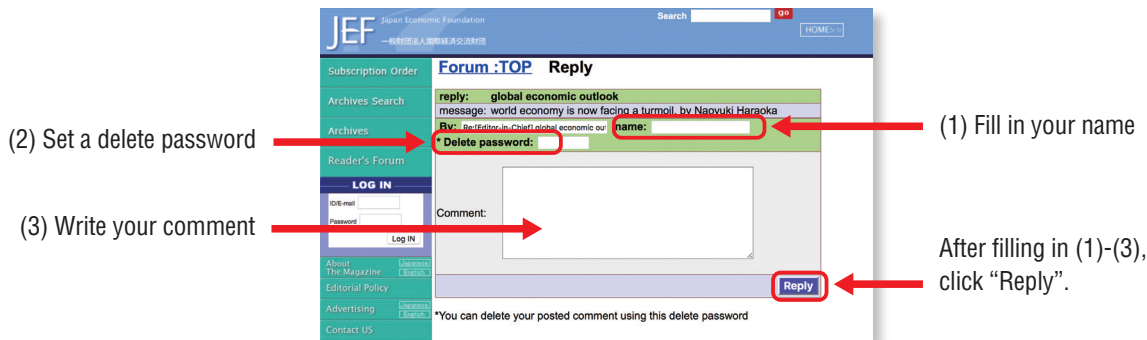 JEF Japan Economic Foundation
一般財団法人国際経済交流財団
Search go
HOME>>
Subscription Order
Archives Search
Archives
Reader's Forum
LOG IN
ID/E-mail
Password
Log IN
About
The Magazine
Japanese
English
Editorial Policy
Advertising
Japanese
English
Contact US
Forum :TOP Reply
reply: global economic outlook
message: world economy is now facing a turmoil, by Naoyuki Haraoka
By: Re:[Editor-in-Chief] global economic ou name:
* Delete password:
Comment:
Reply
*You can delete your posted comment using this delete password
(1) Fill in your name
(2) Set a delete password
(3) Write your comment
After filling in (1)-(3),
click “Reply”.